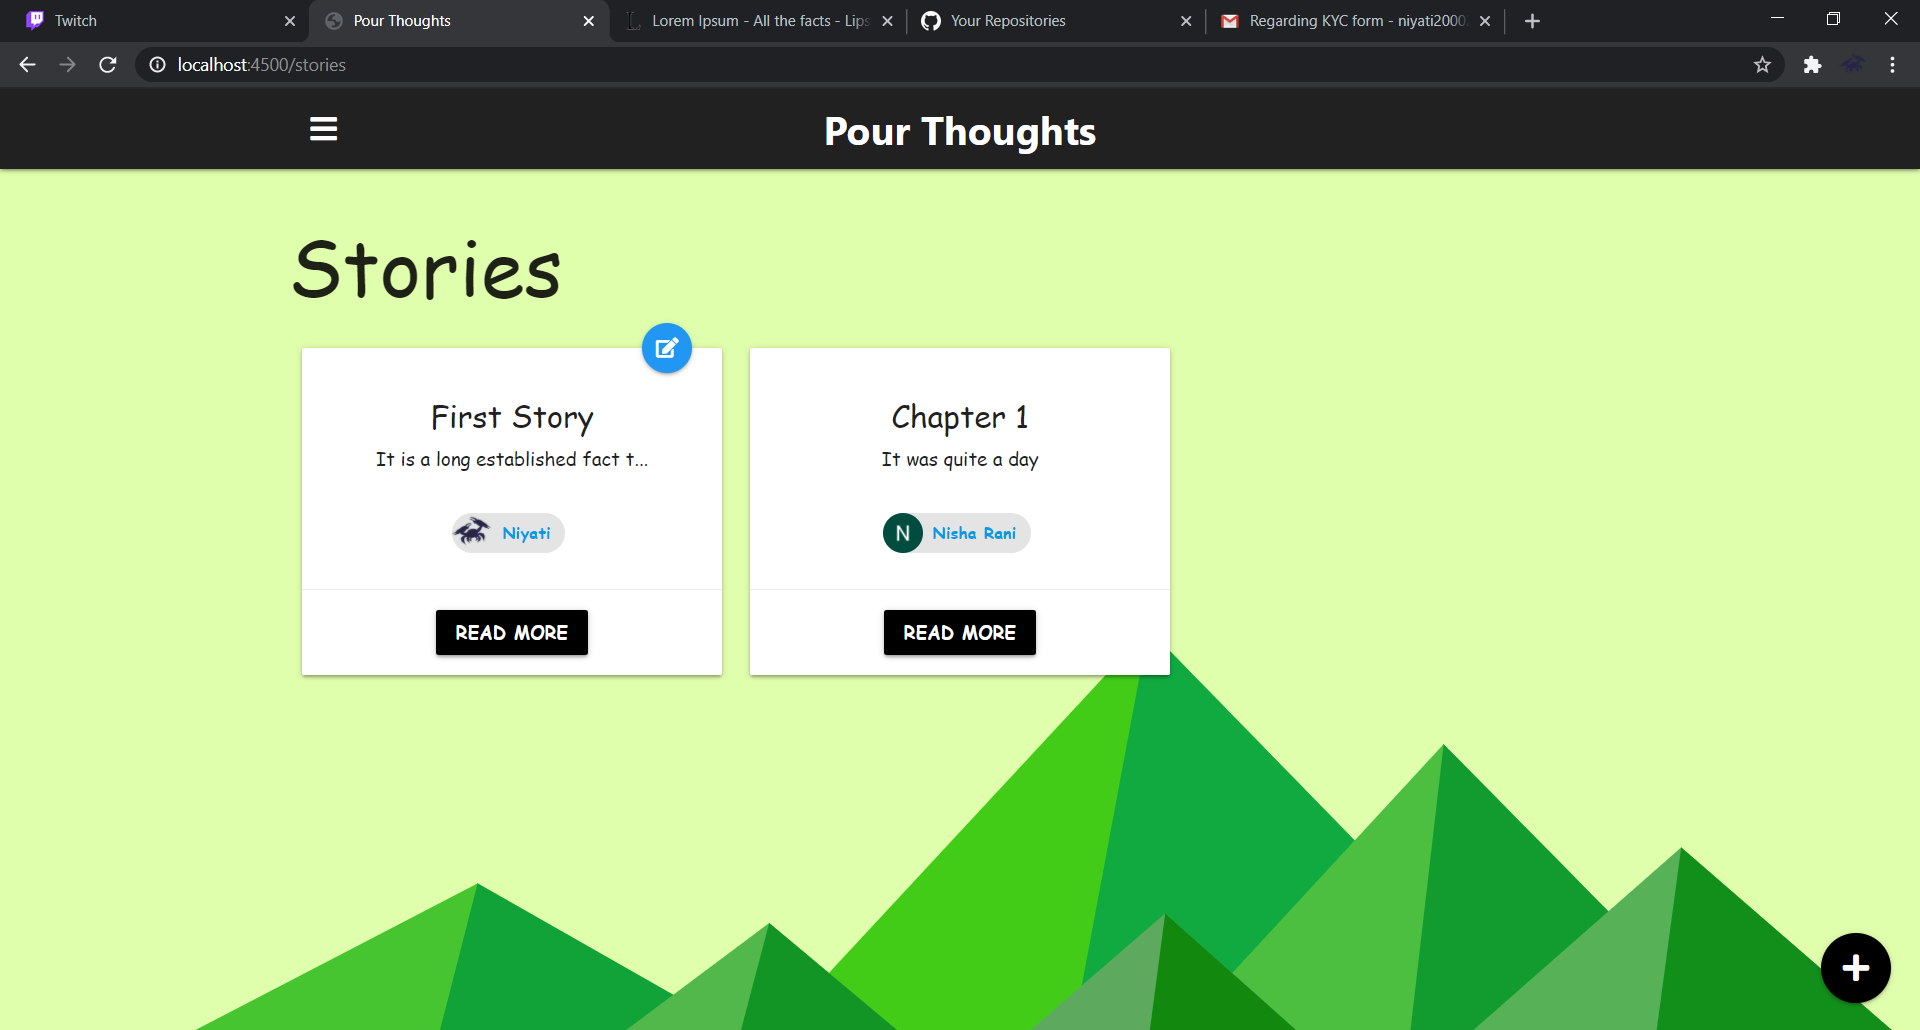 Twitch
Pour Thoughts
Lorem Ipsum - All the facts - Lips
Your Repositories
Regarding KYC form - niyati2000
localhost:4500/stories
Pour Thoughts
Stories
First Story
It is a long established fact t...
Niyati
READ MORE
Chapter 1
It was quite a day
N
Nisha Rani
READ MORE